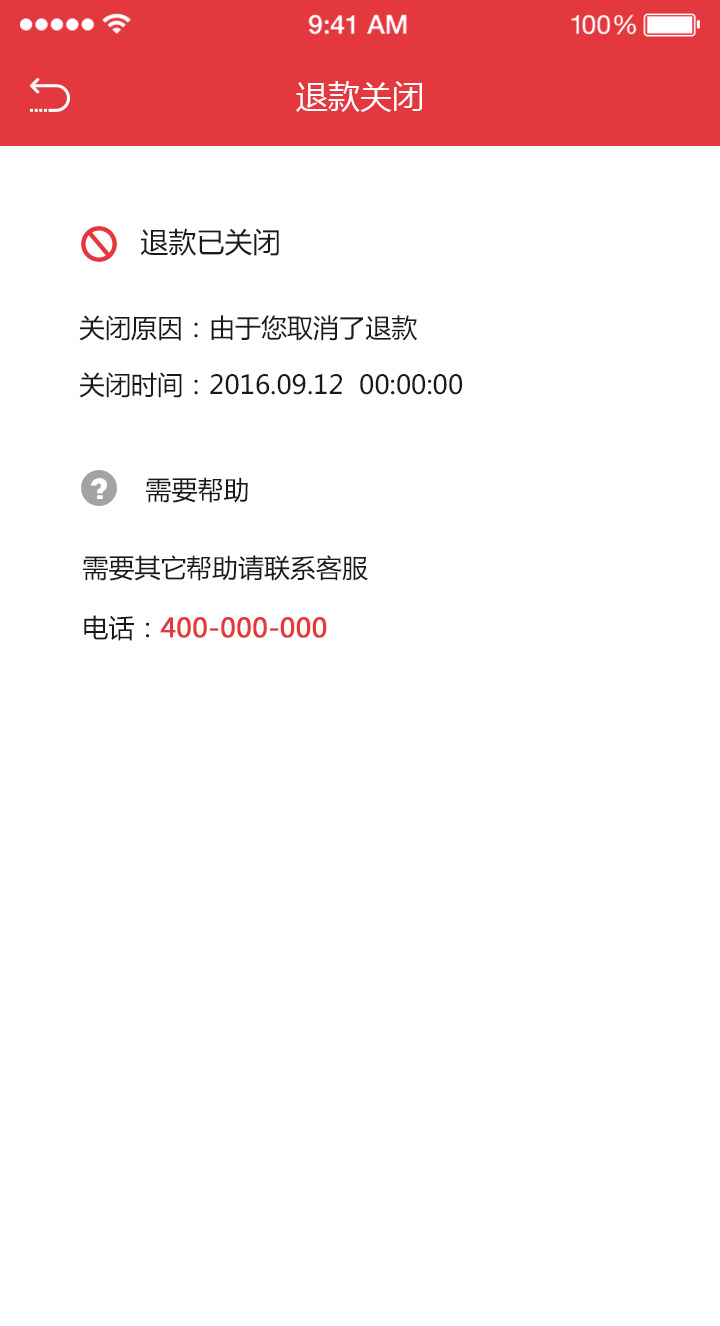 9:41 AM 100%
退款关闭
退款已关闭
关闭原因：由于您取消了退款
关闭时间：2016.09.12 00:00:00
需要帮助
需要其它帮助请联系客服
电话：400-000-000